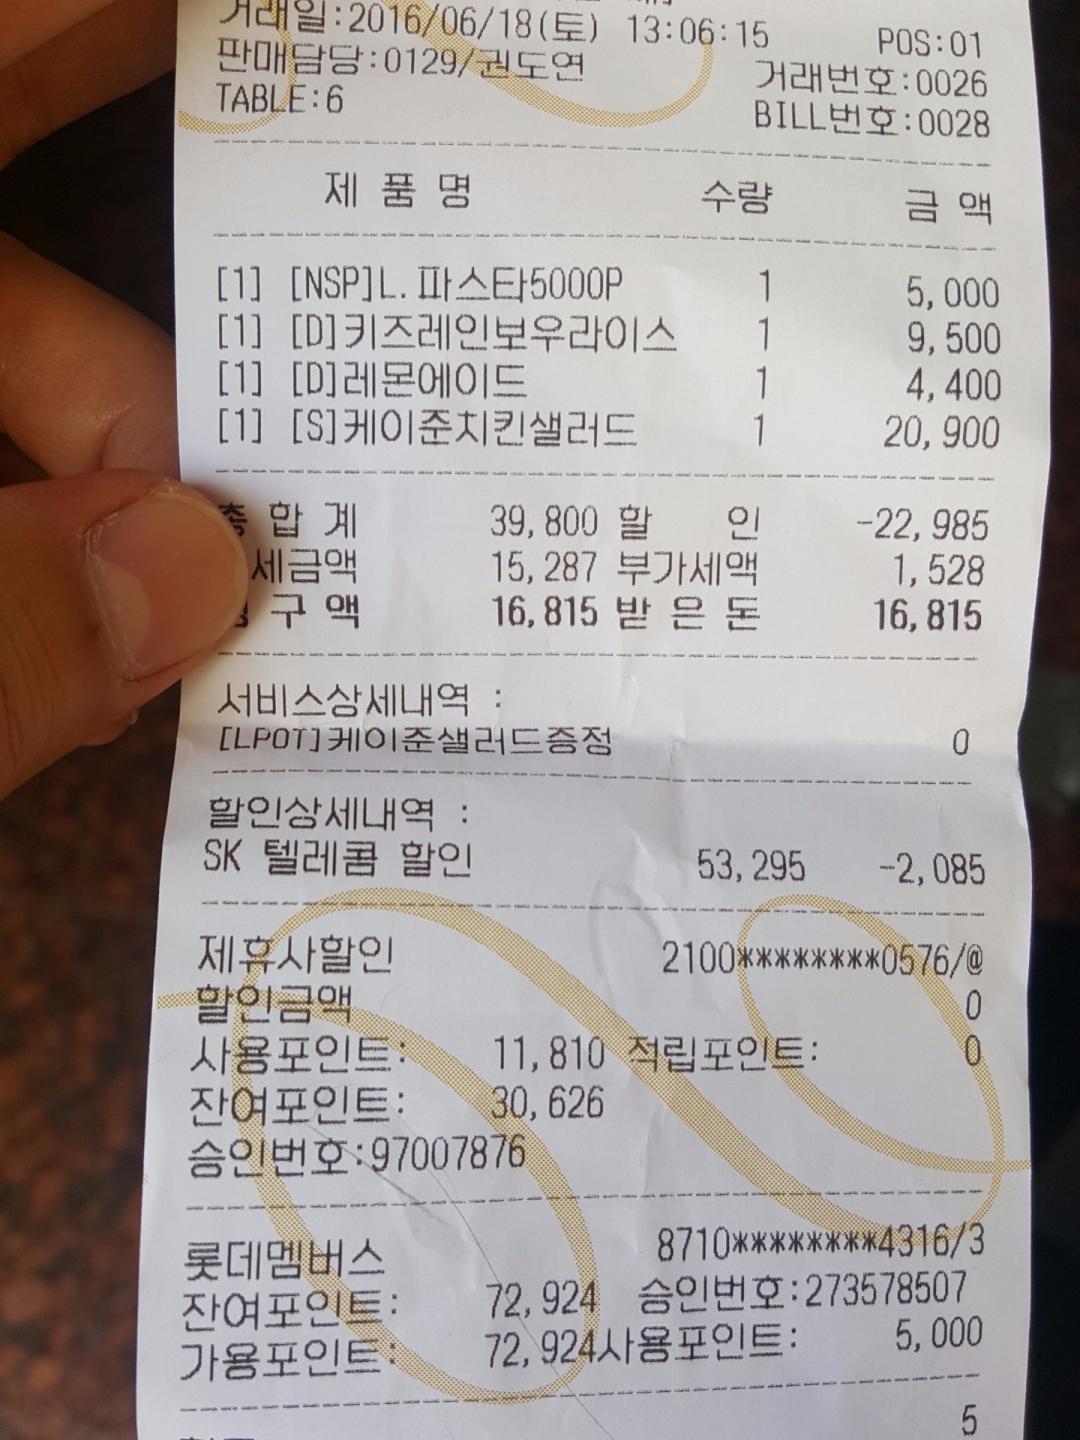 거래일:2016/06/18(토) 13:06:15 POS:01
판매담당:0129/권도연 거래번호:0026
TABLE:6 BILL번호:0028
제 품 명 수량 금 액
[1] [NSP]L.파스타5000P 1 5,000
[1] [D]키즈레인보우라이스 1 9,500
[1] [D]레몬에이드 1 4,400
[1] [S]케이준치킨샐러드 1 20,900
총 합 계 39,800 할 인 -22,985
세금액 15,287 부가세액 1,528
구 액 16,815 받 은 돈 16,815
서비스상세내역 :
[LPOT]케이준샐러드증정 0
할인상세내역 :
SK 텔레콤 할인 53,295 -2,085
제휴사할인 2100********0576/@
할인금액 0
사용포인트: 11,810 적립포인트: 0
잔여포인트: 30,626
승인번호:97007876
롯데멤버스 8710********4316/3
잔여포인트: 72,924 승인번호:273578507
가용포인트: 72,924사용포인트: 5,000
5